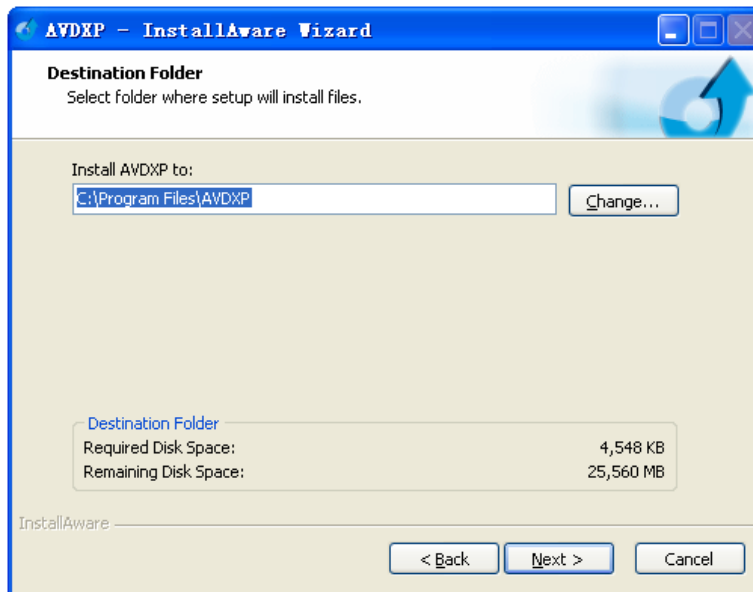 AVDXP - InstallAware Wizard
Destination Folder
Select folder where setup will install files.
Install AVDXP to:
C:\Program Files\AVDXP
Change...
Destination Folder
Required Disk Space: 4,548 KB
Remaining Disk Space: 25,560 MB
InstallAware
< Back Next > Cancel